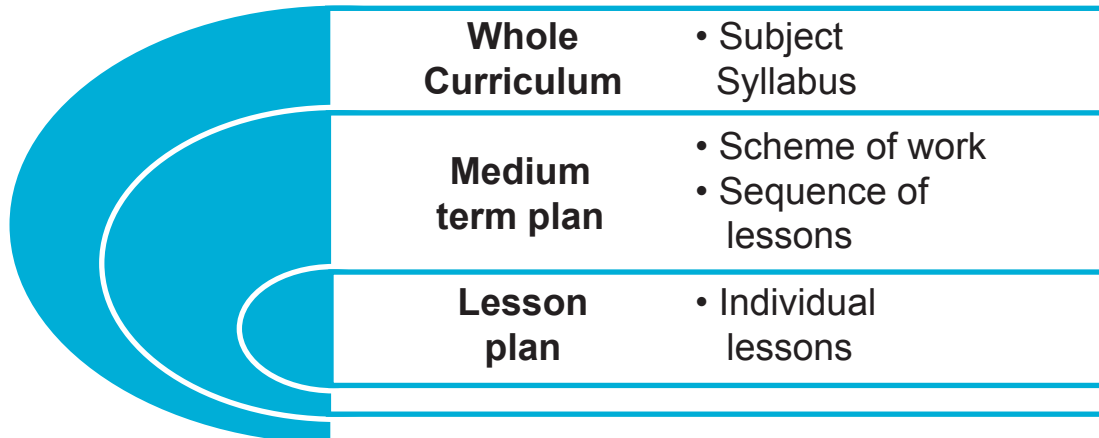 Whole
Curriculum
• Subject
Syllabus
Medium
term plan
• Scheme of work
• Sequence of
lessons
Lesson
plan
• Individual
lessons